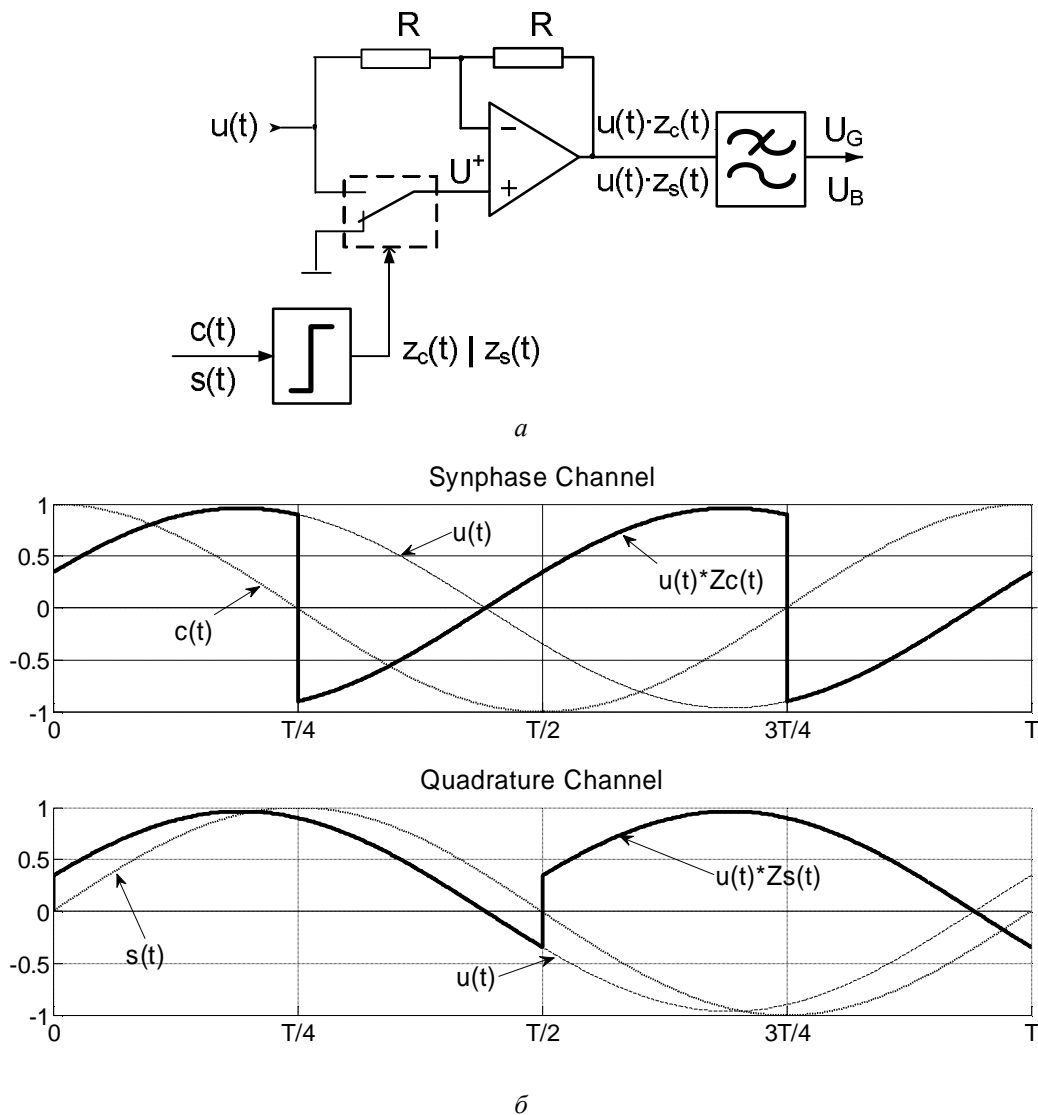 R R
u(t)
−
+
U⁺
u(t)·z_c(t)
u(t)·z_s(t)
U_G
U_B
c(t)
s(t)
z_c(t) | z_s(t)
а
Synphase Channel
1
0.5
0
-0.5
-1
u(t)
u(t)*Zc(t)
c(t)
0 T/4 T/2 3T/4 T
Quadrature Channel
1
0.5
0
-0.5
-1
u(t)*Zs(t)
s(t)
u(t)
0 T/4 T/2 3T/4 T
б